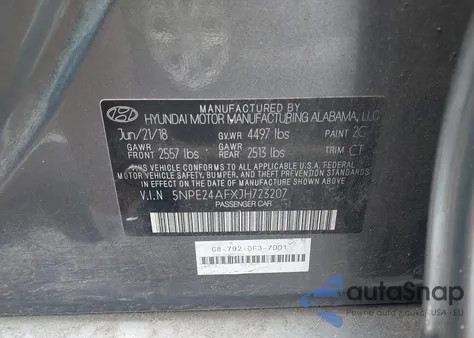 MANUFACTURED BY
HYUNDAI MOTOR MANUFACTURING ALABAMA, LLC
Jun/21/18 GVWR 4497 lbs PAINT 2C
GAWR FRONT 2557 lbs GAWR REAR 2513 lbs TRIM CT
THIS VEHICLE CONFORMS TO ALL APPLICABLE U.S. FEDERAL
MOTOR VEHICLE SAFETY, BUMPER, AND THEFT PREVENTION
STANDARDS IN EFFECT ON THE DATE OF MANUFACTURE SHOWN ABOVE.
V.I.N 5NPE24AFXJH723207
PASSENGER CAR
C8-792-0F3-70D1
autoSnap